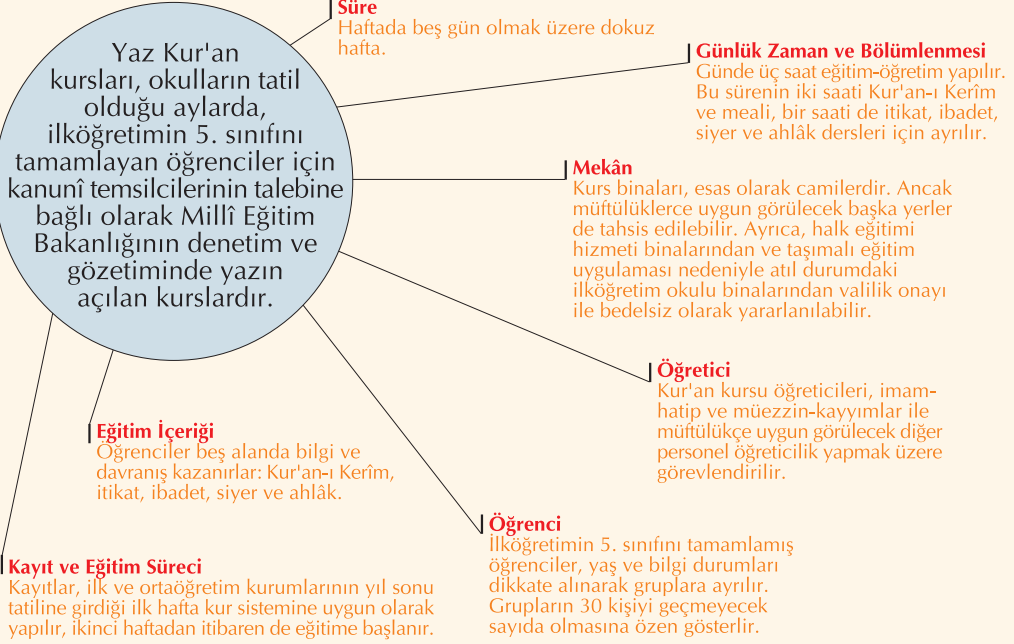 Yaz Kur'an
kursları, okulların tatil
olduğu aylarda,
ilköğretimin 5. sınıfını
tamamlayan öğrenciler için
kanunî temsilcilerinin talebine
bağlı olarak Millî Eğitim
Bakanlığının denetim ve
gözetiminde yazın
açılan kurslardır.
Süre
Haftada beş gün olmak üzere dokuz
hafta.
Günlük Zaman ve Bölümlenmesi
Günde üç saat eğitim-öğretim yapılır.
Bu sürenin iki saati Kur'an-ı Kerîm
ve meali, bir saati de itikat, ibadet,
siyer ve ahlâk dersleri için ayrılır.
Mekân
Kurs binaları, esas olarak camilerdir. Ancak
müftülüklerce uygun görülecek başka yerler
de tahsis edilebilir. Ayrıca, halk eğitimi
hizmeti binalarından ve taşımalı eğitim
uygulaması nedeniyle atıl durumdaki
ilköğretim okulu binalarından valilik onayı
ile bedelsiz olarak yararlanılabilir.
Öğretici
Kur'an kursu öğreticileri, imam-
hatip ve müezzin-kayyımlar ile
müftülükçe uygun görülecek diğer
personel öğreticilik yapmak üzere
görevlendirilir.
Öğrenci
İlköğretimin 5. sınıfını tamamlamış
öğrenciler, yaş ve bilgi durumları
dikkate alınarak gruplara ayrılır.
Grupların 30 kişiyi geçmeyecek
sayıda olmasına özen gösterlir.
Eğitim İçeriği
Öğrenciler beş alanda bilgi ve
davranış kazanırlar: Kur'an-ı Kerîm,
itikat, ibadet, siyer ve ahlâk.
Kayıt ve Eğitim Süreci
Kayıtlar, ilk ve ortaöğretim kurumlarının yıl sonu
tatiline girdiği ilk hafta kur sistemine uygun olarak
yapılır, ikinci haftadan itibaren de eğitime başlanır.